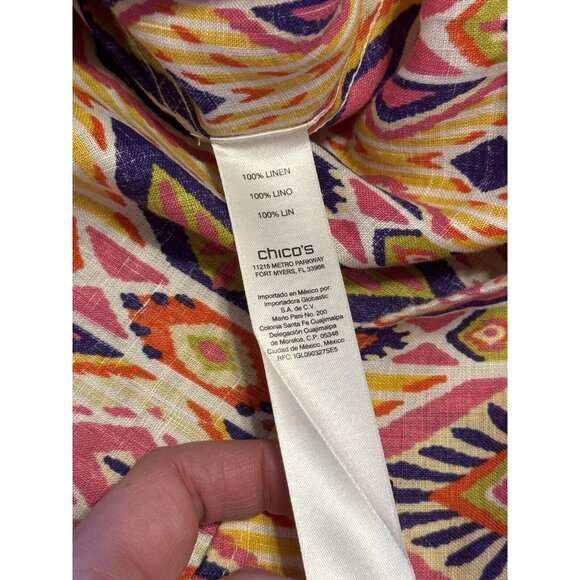 100% LINEN
100% LINO
100% LIN
chico's
11215 METRO PARKWAY
FORT MYERS, FL 33966
Importado en México por
Importadora Globastic
S.A. de C.V.
Mario Pani No. 200
Colonia Santa Fe Cuajimalpa
Delegación Cuajimalpa
de Morelos, C.P. 05348
Ciudad de México, México
RFC: IGL090327SE5